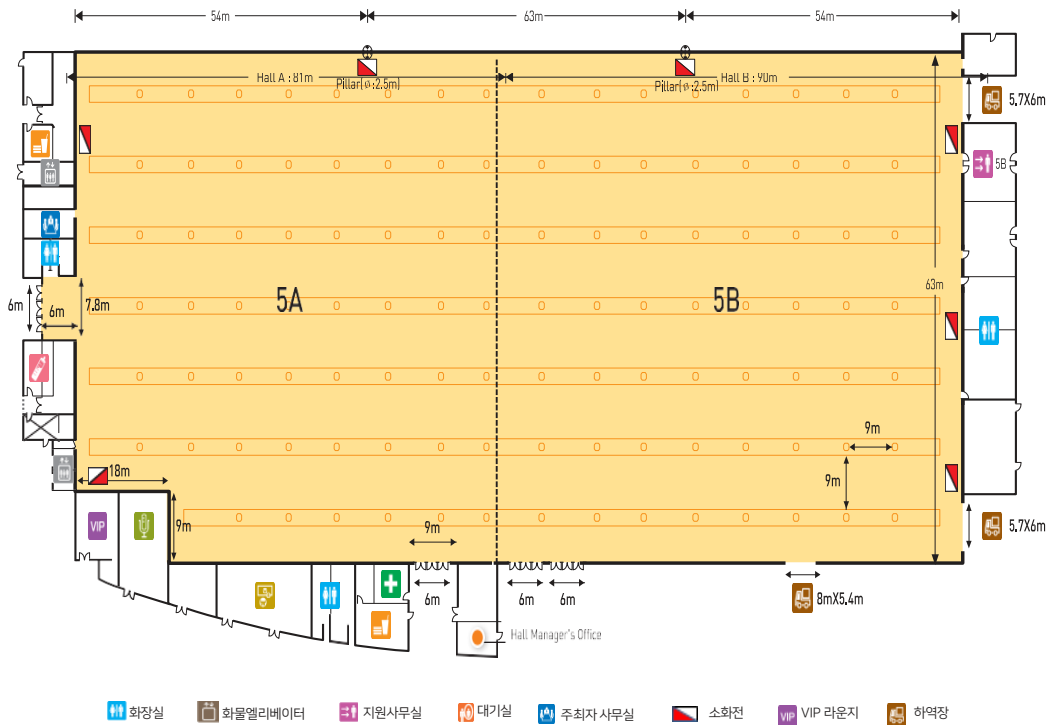 54m 63m 54m
Hall A : 81m
Hall B : 90m
Pillar(ø:2.5m)
Pillar(ø:2.5m)
5.7X6m
5B
63m
5A
5B
6m
6m
7.8m
9m
9m
18m
VIP
9m
9m
5.7X6m
6m
6m
6m
8mX5.4m
Hall Manager's Office
화장실
화물엘리베이터
지원사무실
대기실
주최자 사무실
소화전
VIP
VIP 라운지
하역장